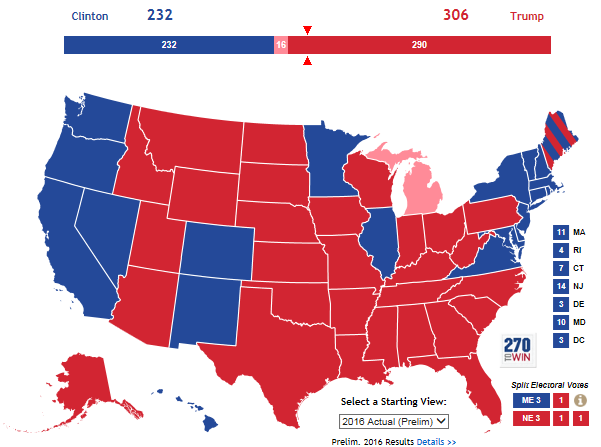 Clinton 232 306 Trump
232 16 290
11 MA
4 RI
7 CT
14 NJ
3 DE
10 MD
3 DC
270
TO WIN
Split Electoral Votes
ME 3 1 i
NE 3 1 1
Select a Starting View:
2016 Actual (Prelim)
Prelim. 2016 Results Details >>